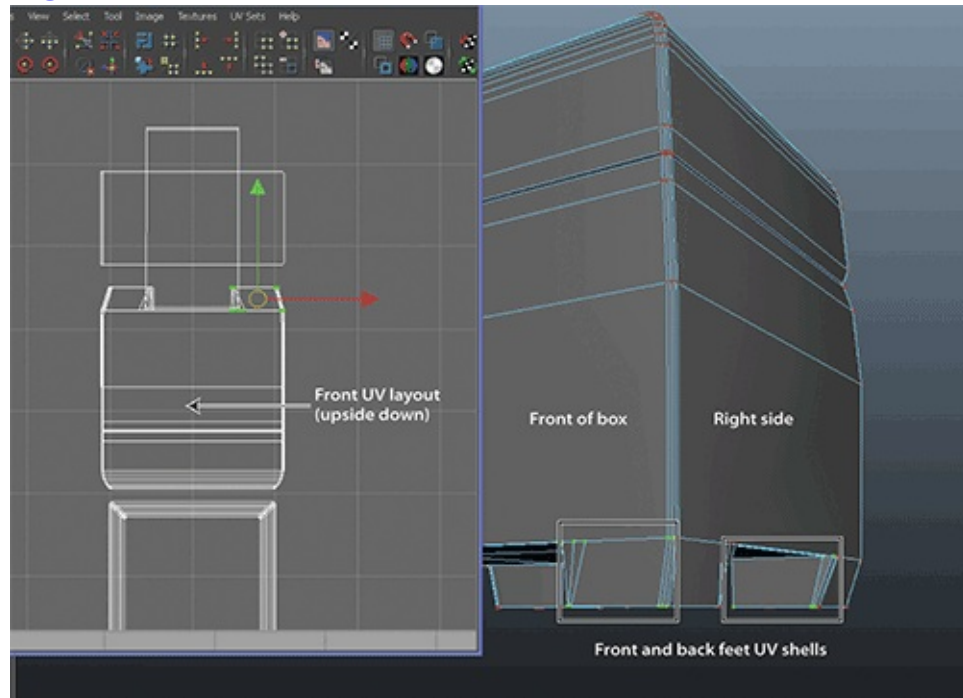 View Select Tool Image Textures UV Sets Help
Front UV layout
(upside down)
Front of box
Right side
Front and back feet UV shells